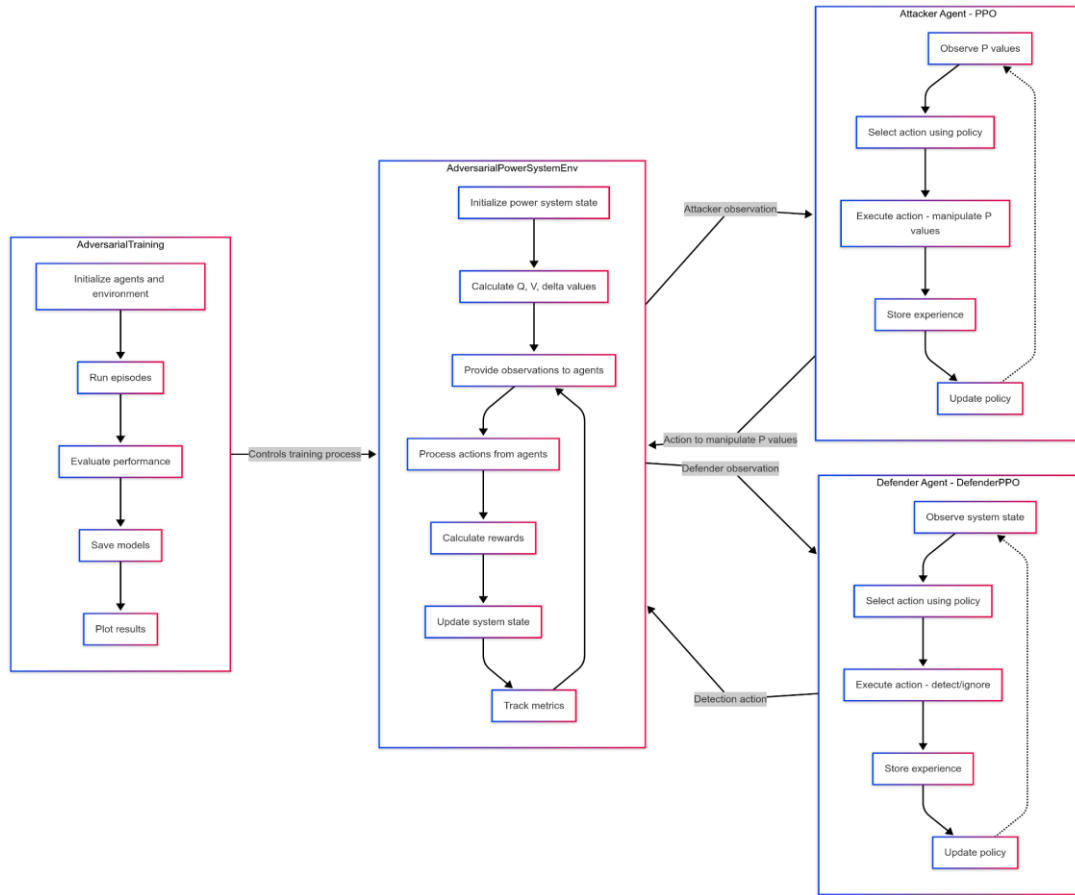 AdversarialTraining
Initialize agents and
environment
Run episodes
Evaluate performance
Save models
Plot results
Controls training process
AdversarialPowerSystemEnv
Initialize power system state
Calculate Q, V, delta values
Provide observations to agents
Process actions from agents
Calculate rewards
Update system state
Track metrics
Attacker observation
Action to manipulate P values
Defender observation
Detection action
Attacker Agent - PPO
Observe P values
Select action using policy
Execute action - manipulate P
values
Store experience
Update policy
Defender Agent - DefenderPPO
Observe system state
Select action using policy
Execute action - detect/ignore
Store experience
Update policy